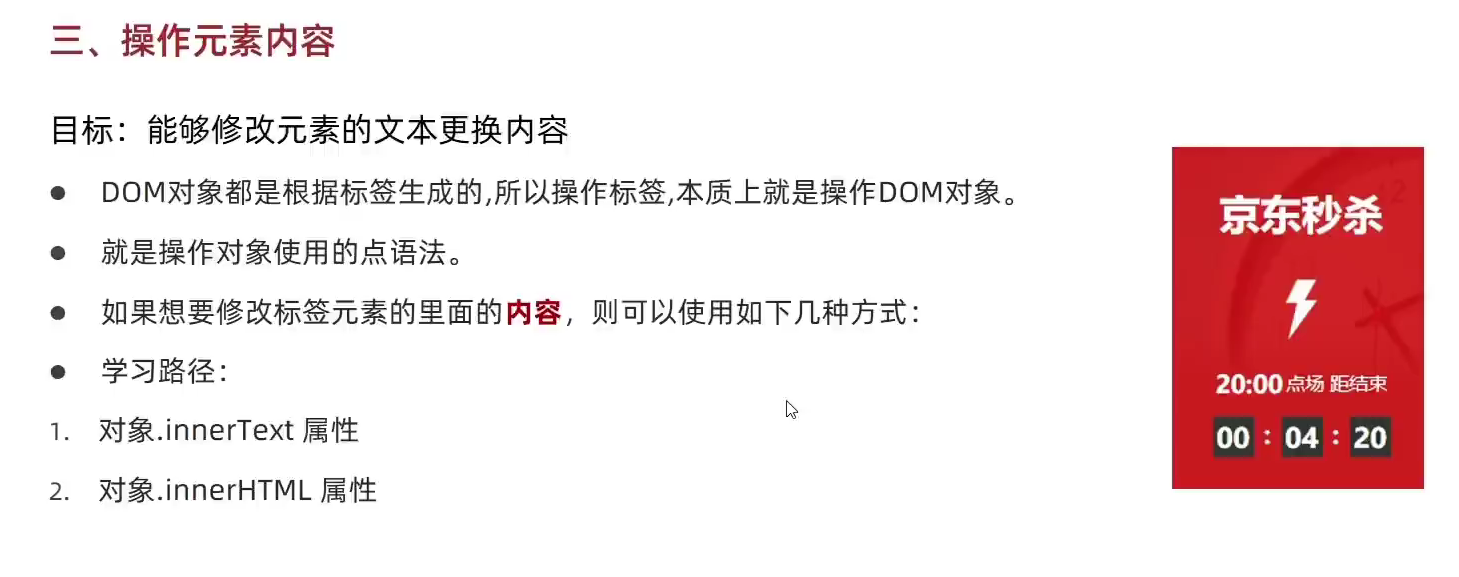 三、操作元素内容
目标：能够修改元素的文本更换内容
● DOM对象都是根据标签生成的,所以操作标签,本质上就是操作DOM对象。
● 就是操作对象使用的点语法。
● 如果想要修改标签元素的里面的内容，则可以使用如下几种方式：
● 学习路径：
1. 对象.innerText 属性
2. 对象.innerHTML 属性
京东秒杀
20:00 点场 距结束
00 : 04 : 20